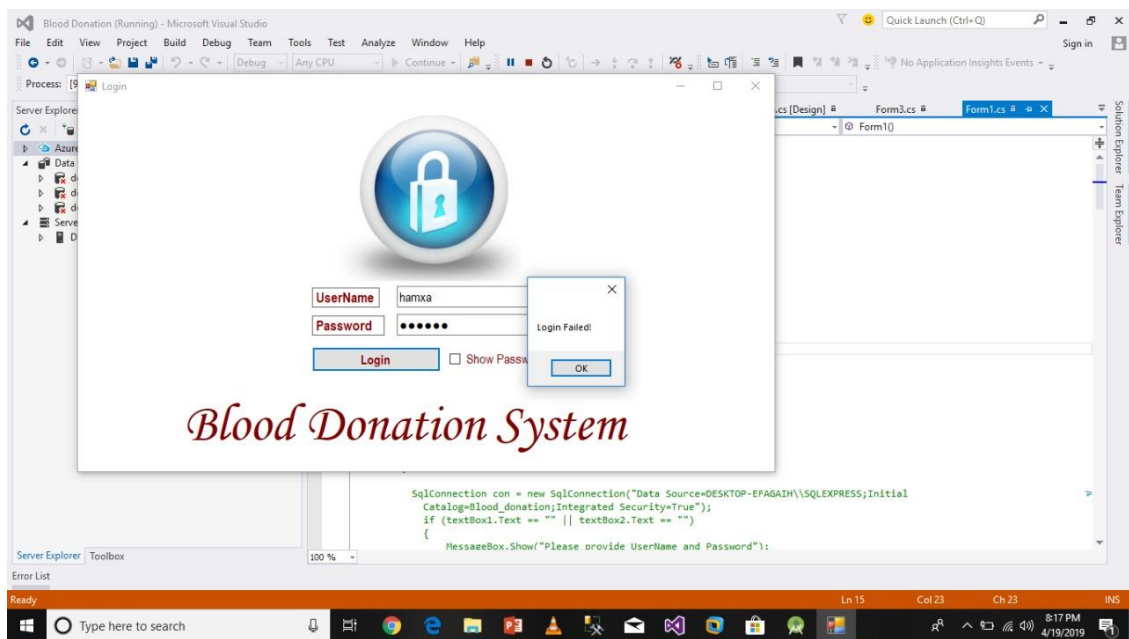 Blood Donation (Running) - Microsoft Visual Studio
Quick Launch (Ctrl+Q)
File Edit View Project Build Debug Team Tools Test Analyze Window Help
Sign in
Debug Any CPU Continue
No Application Insights Events
Process: [9
Login
Server Explore
.cs [Design] Form3.cs Form1.cs
Form1()
Azure
Data
d
d
d
Serve
D
Solution Explorer
Team Explorer
UserName hamxa
Password ••••••
Login Show Passw
Login Failed!
OK
Blood Donation System
SqlConnection con = new SqlConnection("Data Source=DESKTOP-EFAGAIH\\SQLEXPRESS;Initial
Catalog=Blood_donation;Integrated Security=True");
if (textBox1.Text == "" || textBox2.Text == "")
{
MessageBox.Show("Please provide UserName and Password");
Server Explorer Toolbox
100 %
Error List
Ready Ln 15 Col 23 Ch 23 INS
Type here to search
8:17 PM
4/19/2019